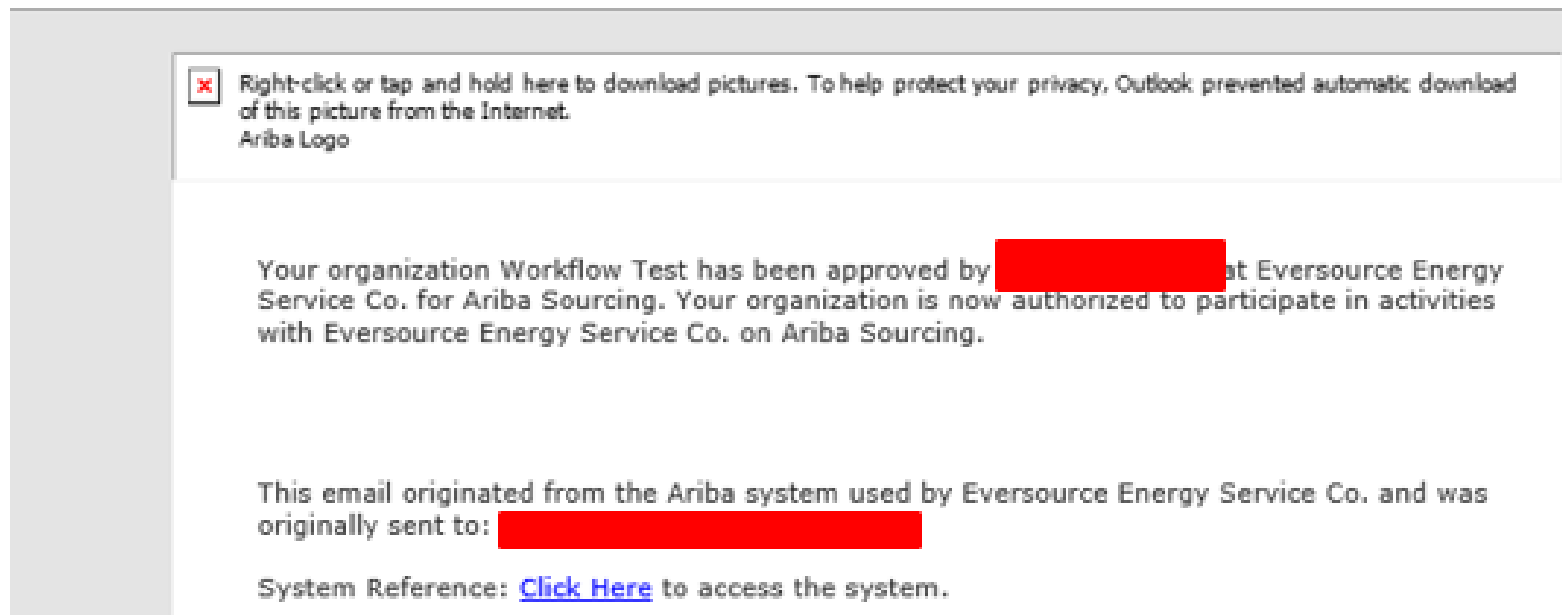 Right-click or tap and hold here to download pictures. To help protect your privacy, Outlook prevented automatic download
of this picture from the Internet.
Ariba Logo
Your organization Workflow Test has been approved by at Eversource Energy
Service Co. for Ariba Sourcing. Your organization is now authorized to participate in activities
with Eversource Energy Service Co. on Ariba Sourcing.
This email originated from the Ariba system used by Eversource Energy Service Co. and was
originally sent to:
System Reference: Click Here to access the system.